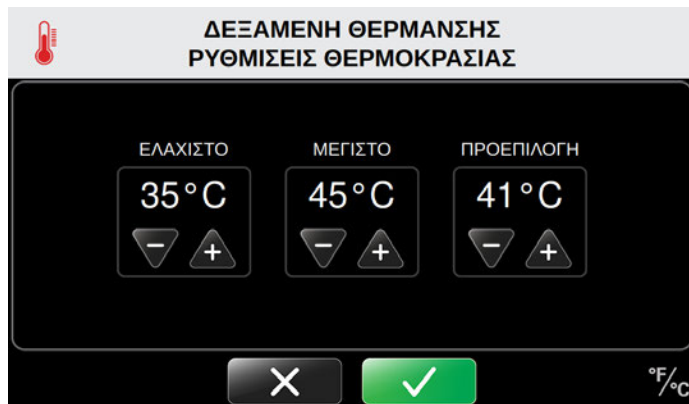 ΔΕΞΑΜΕΝΗ ΘΕΡΜΑΝΣΗΣ
ΡΥΘΜΙΣΕΙΣ ΘΕΡΜΟΚΡΑΣΙΑΣ
ΕΛΑΧΙΣΤΟ ΜΕΓΙΣΤΟ ΠΡΟΕΠΙΛΟΓΗ
35°C 45°C 41°C
− + − + − +
°F/°C